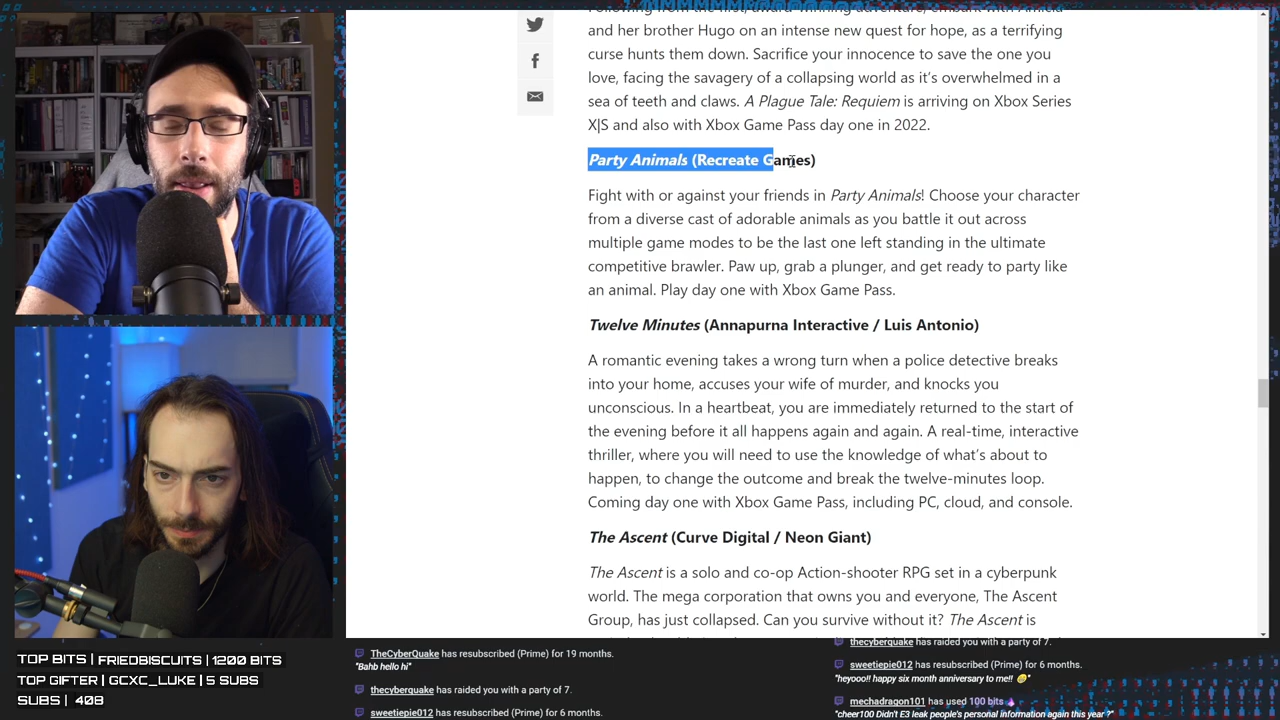 and her brother Hugo on an intense new quest for hope, as a terrifying
curse hunts them down. Sacrifice your innocence to save the one you
love, facing the savagery of a collapsing world as it's overwhelmed in a
sea of teeth and claws. A Plague Tale: Requiem is arriving on Xbox Series
X|S and also with Xbox Game Pass day one in 2022.
Party Animals (Recreate Games)
Fight with or against your friends in Party Animals! Choose your character
from a diverse cast of adorable animals as you battle it out across
multiple game modes to be the last one left standing in the ultimate
competitive brawler. Paw up, grab a plunger, and get ready to party like
an animal. Play day one with Xbox Game Pass.
Twelve Minutes (Annapurna Interactive / Luis Antonio)
A romantic evening takes a wrong turn when a police detective breaks
into your home, accuses your wife of murder, and knocks you
unconscious. In a heartbeat, you are immediately returned to the start of
the evening before it all happens again and again. A real-time, interactive
thriller, where you will need to use the knowledge of what's about to
happen, to change the outcome and break the twelve-minutes loop.
Coming day one with Xbox Game Pass, including PC, cloud, and console.
The Ascent (Curve Digital / Neon Giant)
The Ascent is a solo and co-op Action-shooter RPG set in a cyberpunk
world. The mega corporation that owns you and everyone, The Ascent
Group, has just collapsed. Can you survive without it? The Ascent is
TOP BITS | FRIEDBISCUITS | 1200 BITS
TOP GIFTER | GCXC_LUKE | 5 SUBS
SUBS | 408
TheCyberQuake has resubscribed (Prime) for 19 months.
"Bahb hello hi"
thecyberquake has raided you with a party of 7.
sweetiepie012 has resubscribed (Prime) for 6 months.
thecyberquake has raided you with a party of 7.
sweetiepie012 has resubscribed (Prime) for 6 months.
"heyooo!! happy six month anniversary to me!! 🤣"
mechadragon101 has used 100 bits
"cheer100 Didn't E3 leak people's personal information again this year ?"